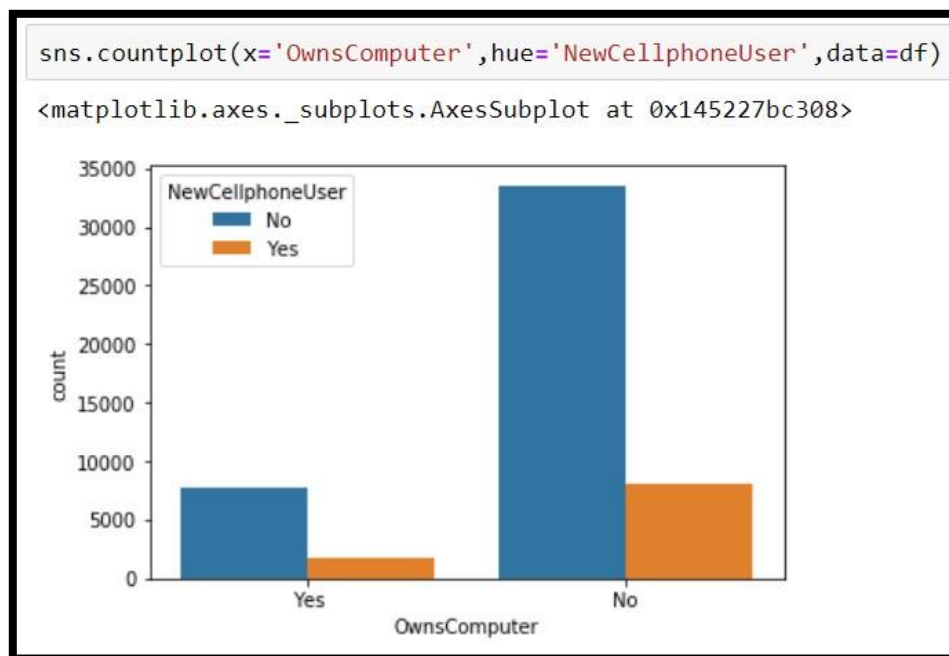 sns.countplot(x='OwnsComputer',hue='NewCellphoneUser',data=df)
<matplotlib.axes._subplots.AxesSubplot at 0x145227bc308>
35000
30000
25000
20000
15000
10000
5000
0
count
NewCellphoneUser
No
Yes
Yes No
OwnsComputer